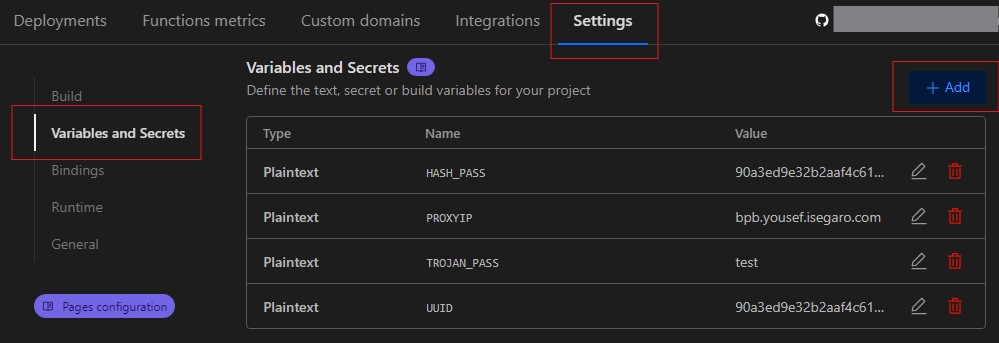 Deployments Functions metrics Custom domains Integrations Settings
Variables and Secrets
Define the text, secret or build variables for your project
+ Add
Build
Variables and Secrets
Bindings
Runtime
General
Pages configuration
Type Name Value
Plaintext HASH_PASS 90a3ed9e32b2aaf4c61...
Plaintext PROXYIP bpb.yousef.isegaro.com
Plaintext TROJAN_PASS test
Plaintext UUID 90a3ed9e32b2aaf4c61...